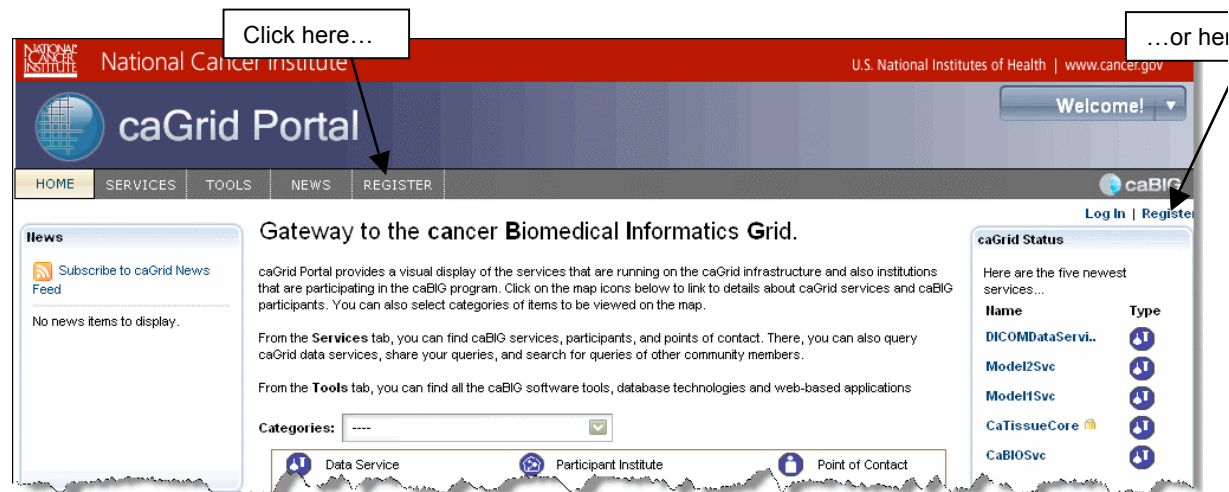 Click here…
…or her
NATIONAL
CANCER
INSTITUTE
National Cancer Institute
U.S. National Institutes of Health | www.cancer.gov
caGrid Portal
Welcome!
HOME SERVICES TOOLS NEWS REGISTER
caBIG
Log In | Register
News
Subscribe to caGrid News
Feed
No news items to display.
Gateway to the cancer Biomedical Informatics Grid.
caGrid Portal provides a visual display of the services that are running on the caGrid infrastructure and also institutions
that are participating in the caBIG program. Click on the map icons below to link to details about caGrid services and caBIG
participants. You can also select categories of items to be viewed on the map.
From the Services tab, you can find caBIG services, participants, and points of contact. There, you can also query
caGrid data services, share your queries, and search for queries of other community members.
From the Tools tab, you can find all the caBIG software tools, database technologies and web-based applications
Categories: ----
Data Service Participant Institute Point of Contact
caGrid Status
Here are the five newest
services...
Name Type
DICOMDataServi..
Model2Svc
Model1Svc
CaTissueCore
CaBIOSvc